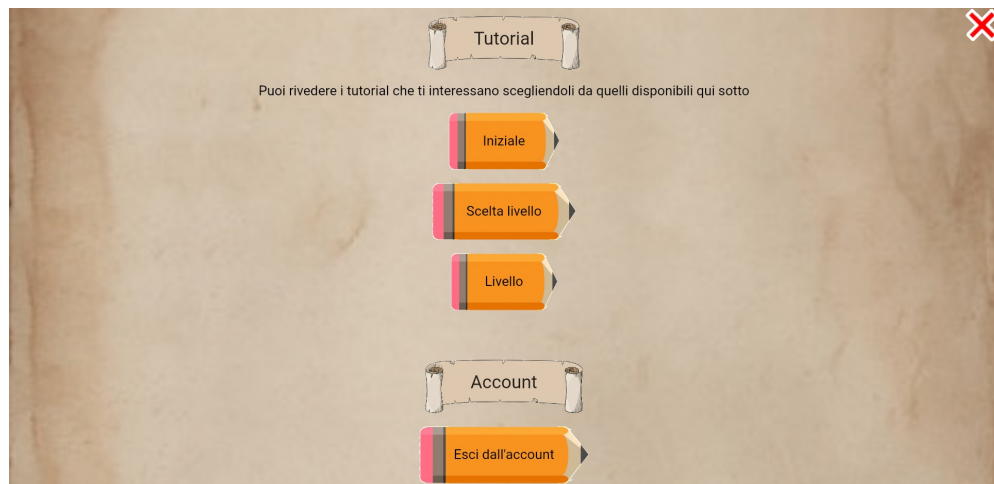 Tutorial
Puoi rivedere i tutorial che ti interessano scegliendoli da quelli disponibili qui sotto
Iniziale
Scelta livello
Livello
Account
Esci dall'account